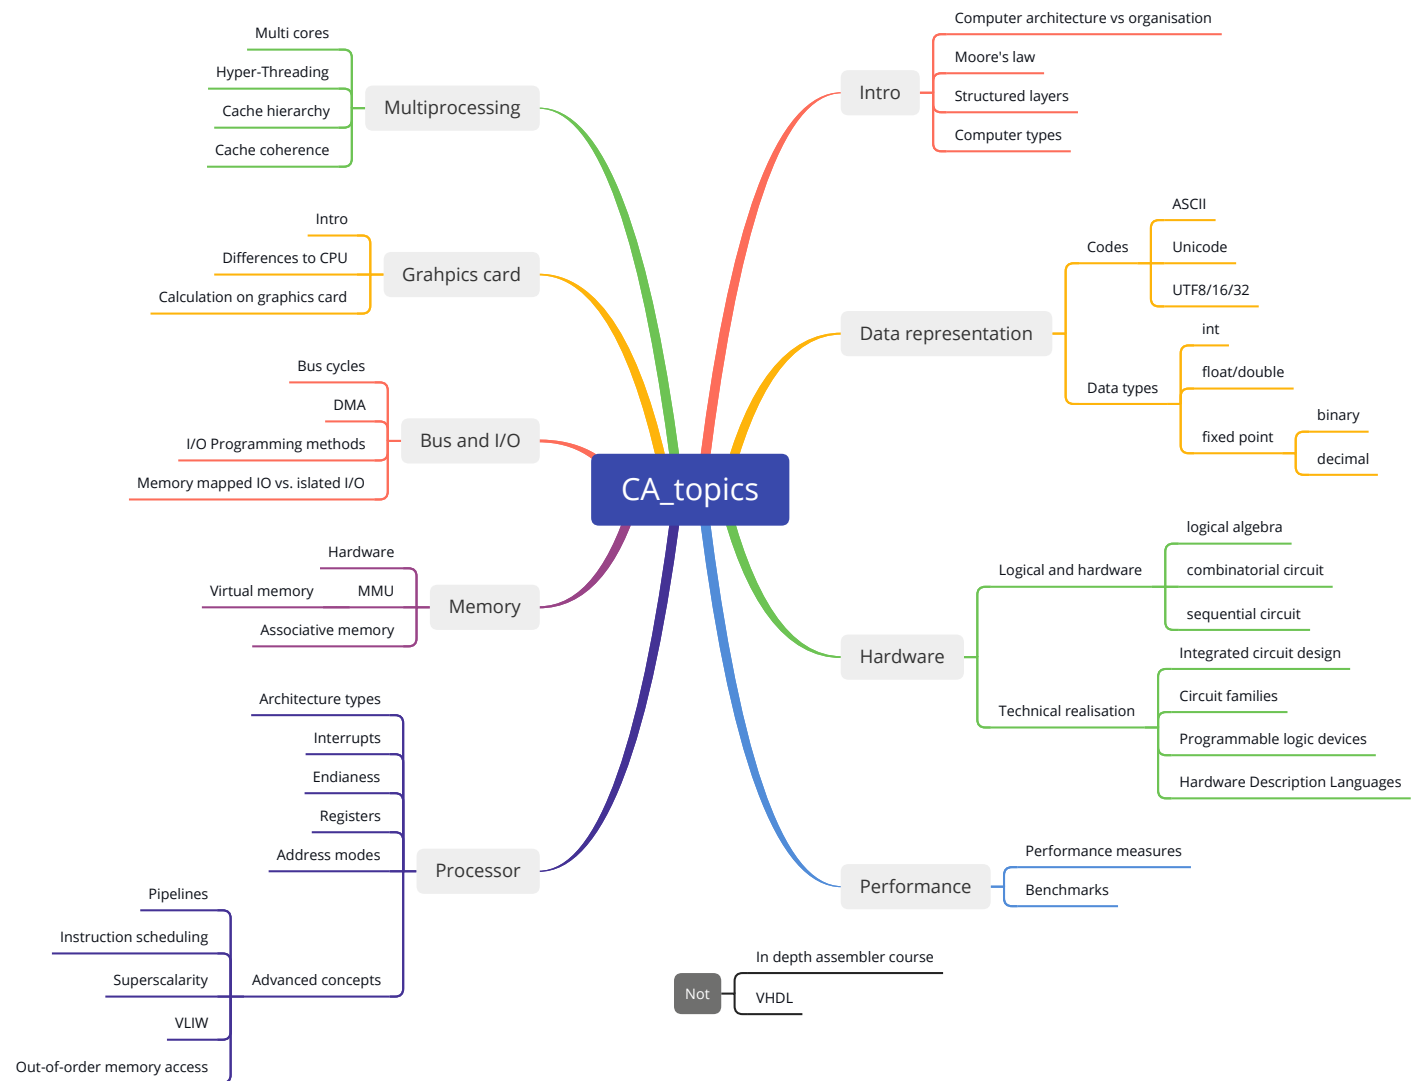 CA_topics
Intro
Computer architecture vs organisation
Moore's law
Structured layers
Computer types
Data representation
Codes
ASCII
Unicode
UTF8/16/32
Data types
int
float/double
fixed point
binary
decimal
Hardware
Logical and hardware
logical algebra
combinatorial circuit
sequential circuit
Technical realisation
Integrated circuit design
Circuit families
Programmable logic devices
Hardware Description Languages
Performance
Performance measures
Benchmarks
Multiprocessing
Multi cores
Hyper-Threading
Cache hierarchy
Cache coherence
Grahpics card
Intro
Differences to CPU
Calculation on graphics card
Bus and I/O
Bus cycles
DMA
I/O Programming methods
Memory mapped IO vs. islated I/O
Memory
Hardware
MMU
Virtual memory
Associative memory
Processor
Architecture types
Interrupts
Endianess
Registers
Address modes
Advanced concepts
Pipelines
Instruction scheduling
Superscalarity
VLIW
Out-of-order memory access
Not
In depth assembler course
VHDL